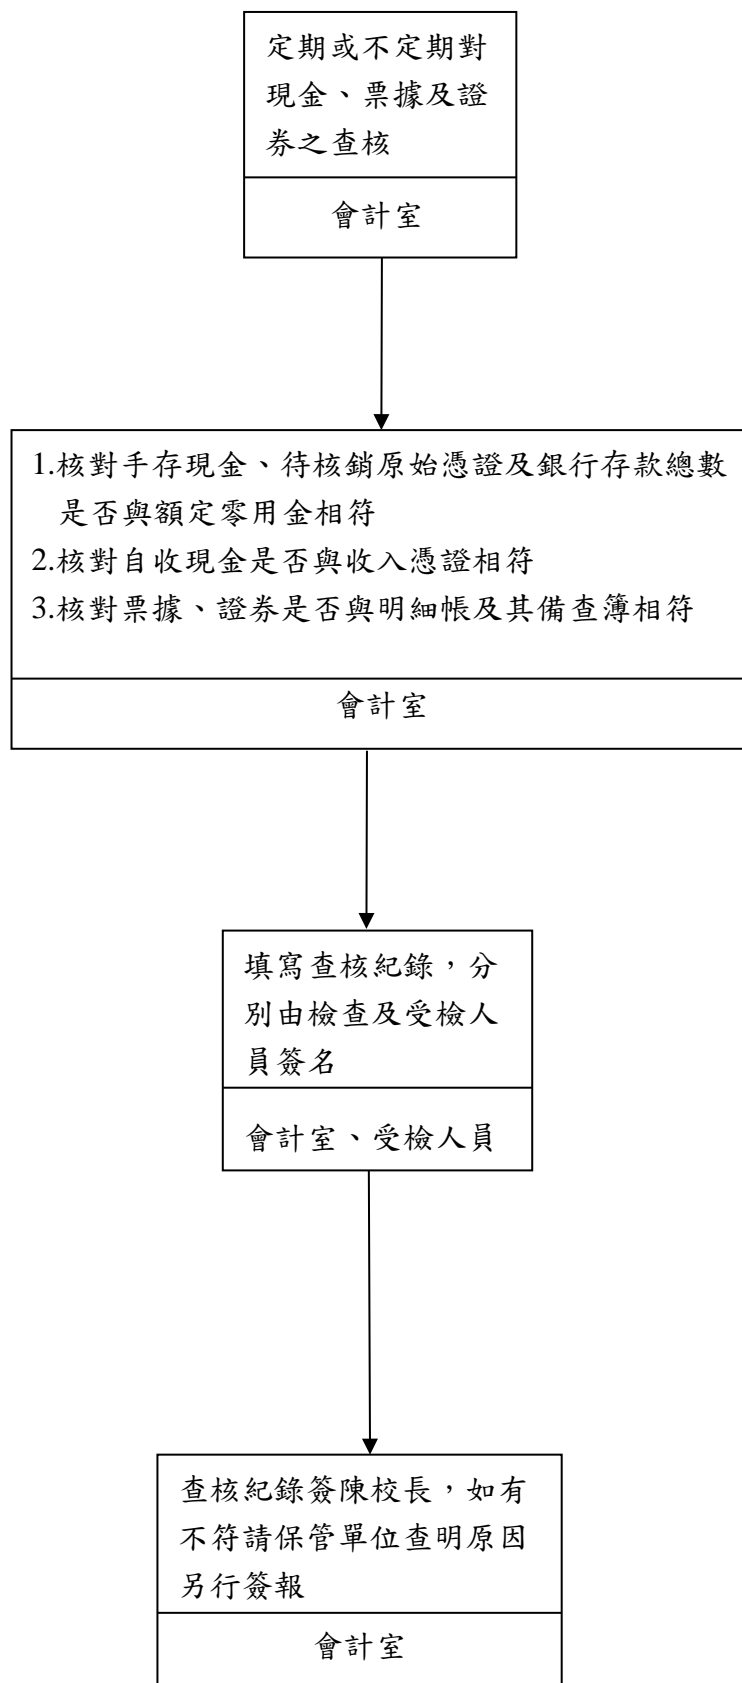 定期或不定期對
現金、票據及證
券之查核
會計室
1.核對手存現金、待核銷原始憑證及銀行存款總數
是否與額定零用金相符
2.核對自收現金是否與收入憑證相符
3.核對票據、證券是否與明細帳及其備查簿相符
會計室
填寫查核紀錄，分
別由檢查及受檢人
員簽名
會計室、受檢人員
查核紀錄簽陳校長，如有
不符請保管單位查明原因
另行簽報
會計室